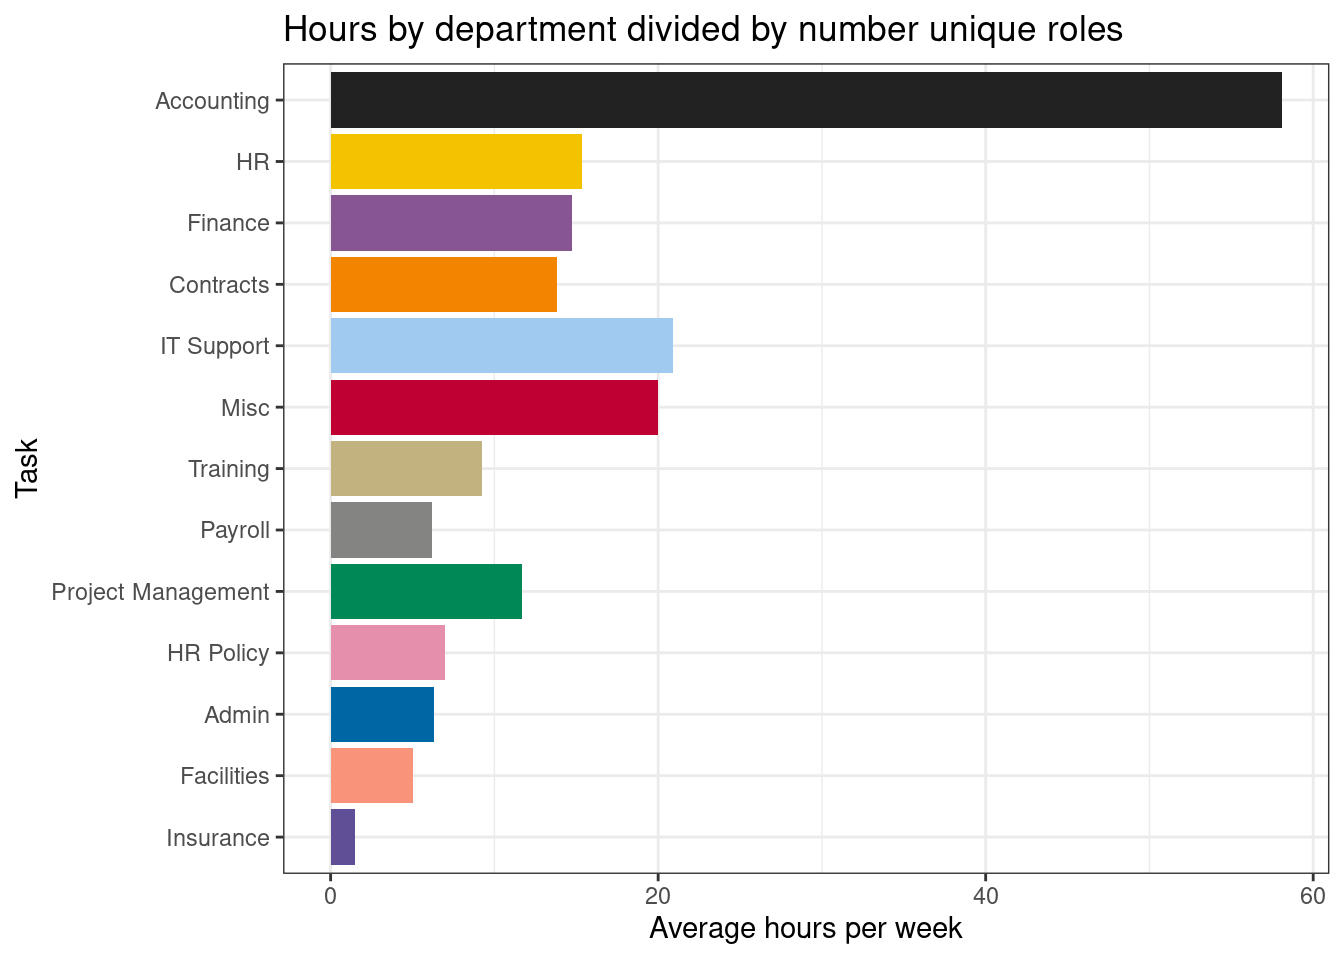 Hours by department divided by number unique roles
Accounting
HR
Finance
Contracts
IT Support
Misc
Training
Payroll
Project Management
HR Policy
Admin
Facilities
Insurance
Task
0 20 40 60
Average hours per week